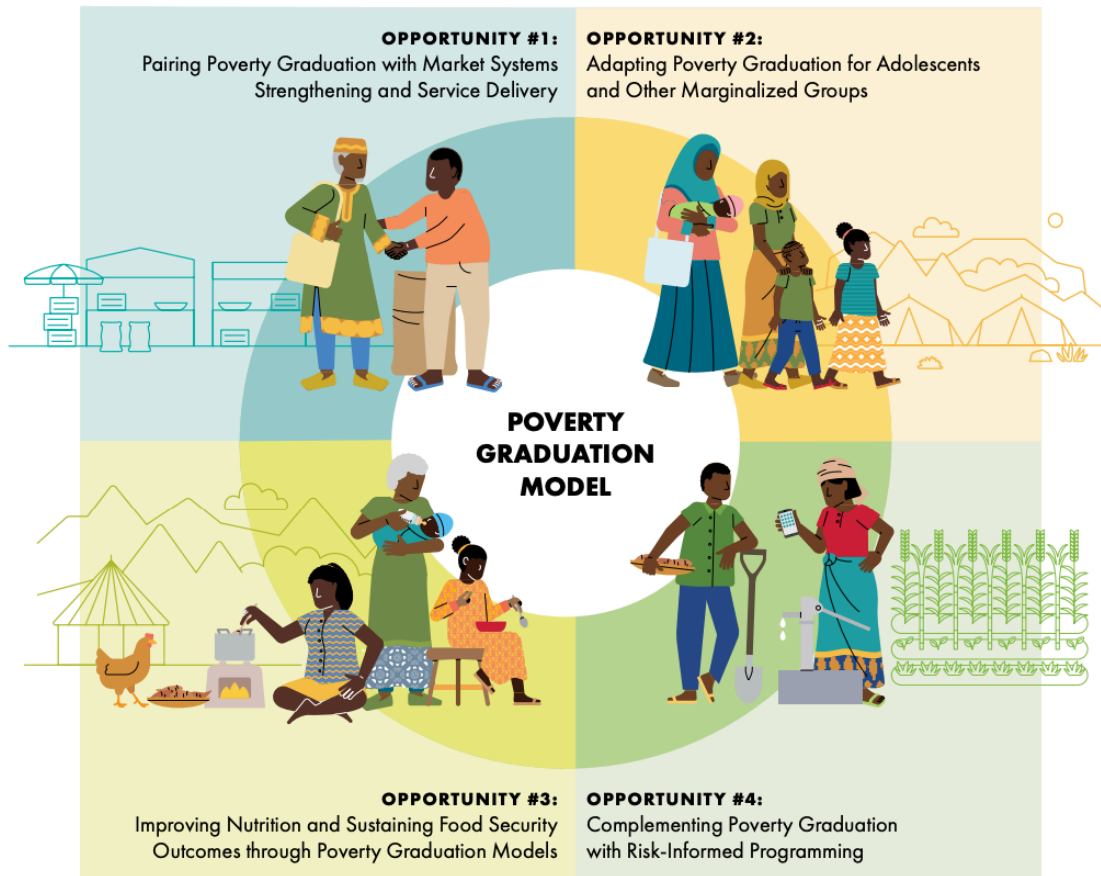 OPPORTUNITY #1:
Pairing Poverty Graduation with Market Systems
Strengthening and Service Delivery
OPPORTUNITY #2:
Adapting Poverty Graduation for Adolescents
and Other Marginalized Groups
POVERTY
GRADUATION
MODEL
OPPORTUNITY #3:
Improving Nutrition and Sustaining Food Security
Outcomes through Poverty Graduation Models
OPPORTUNITY #4:
Complementing Poverty Graduation
with Risk-Informed Programming